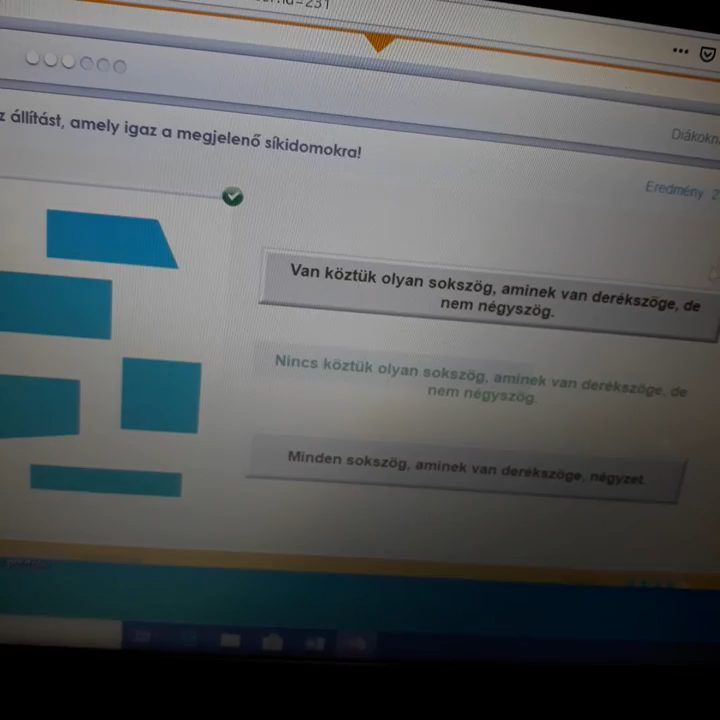 z állítást, amely igaz a megjelenő síkidomokra!
Diákokn
Eredmény 2
Van köztük olyan sokszög, aminek van derékszöge, de
nem négyszög.
Nincs köztük olyan sokszög, aminek van derékszöge, de
nem négyszög.
Minden sokszög, aminek van derékszöge, négyzet.